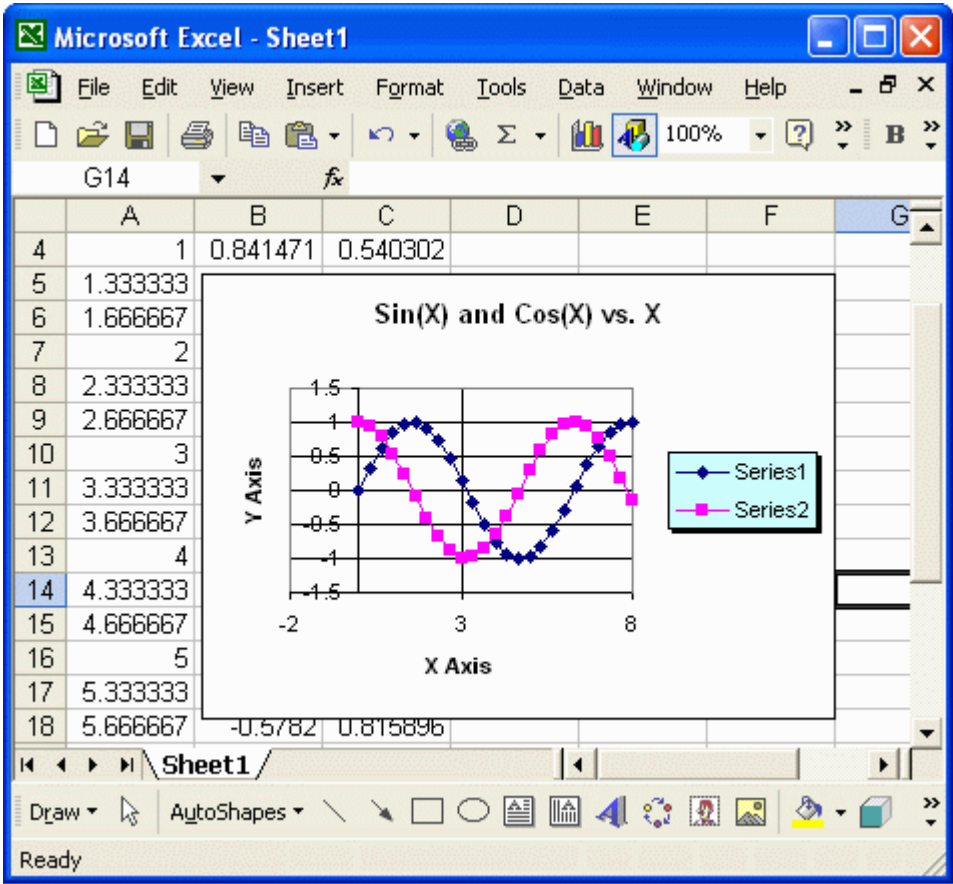 Microsoft Excel - Sheet1
File Edit View Insert Format Tools Data Window Help
Σ 100% ? » B »
G14 fx
A B C D E F G
4 1 0.841471 0.540302
5 1.333333
6 1.666667
7 2
8 2.333333
9 2.666667
10 3
11 3.333333
12 3.666667
13 4
14 4.333333
15 4.666667
16 5
17 5.333333
18 5.666667 -0.5782 0.815896
Sin(X) and Cos(X) vs. X
1.5
1
0.5
0
-0.5
-1
-1.5
Y Axis
-2 3 8
X Axis
Series1
Series2
Sheet1
Draw AutoShapes »
Ready